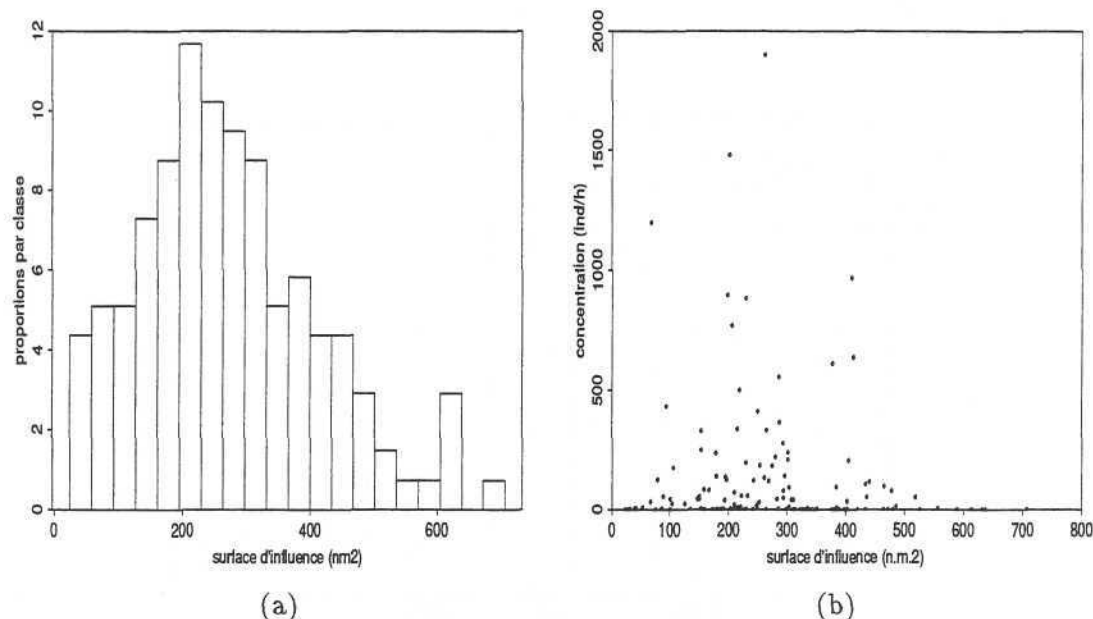 proportions par classe
12
10
8
6
4
2
0
0 200 400 600
surface d'influence (nm2)
(a)
concentration (ind/h)
2000
1500
1000
500
0
0 100 200 300 400 500 600 700 800
surface d'influence (n.m.2)
(b)